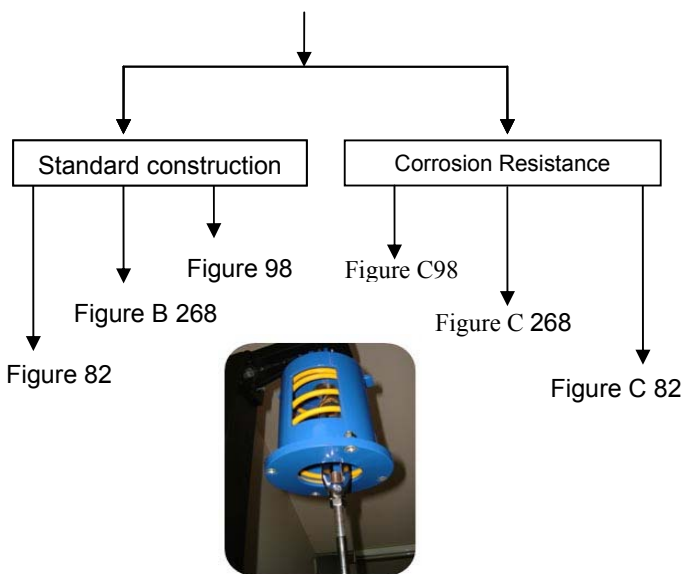 Standard construction
Corrosion Resistance
Figure 98
Figure C98
Figure B 268
Figure C 268
Figure 82
Figure C 82